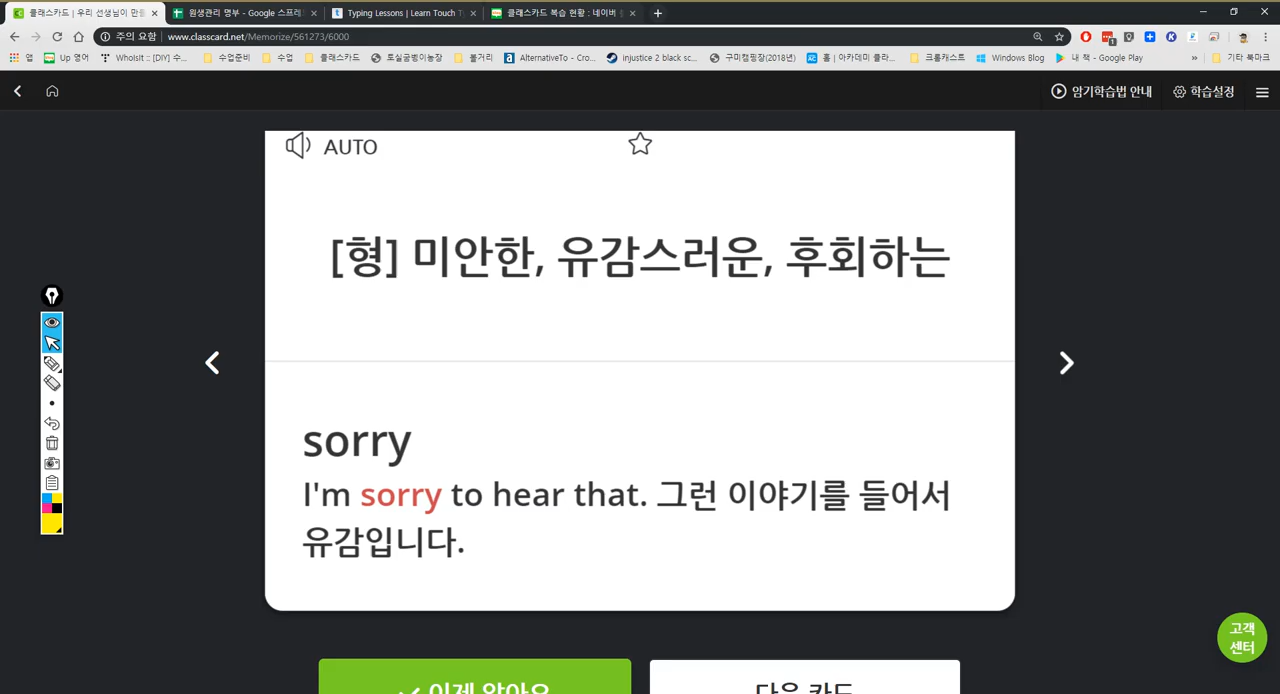 클래스카드 | 우리 선생님이 만든
원생관리 명부 - Google 스프레
Typing Lessons | Learn Touch T
클래스카드 복습 현황 : 네이버
주의 요함 | www.classcard.net/Memorize/561273/6000
앱 Up 영어 WhoIsIt :: [DIY] 수... 수업준비 수업 클래스카드 토실공벵이농장 볼거리 AlternativeTo - Cro... injustice 2 black sc... 구미캠핑장(2018년) 홈 | 아카데미 클라... 크롬캐스트 Windows Blog 내 책 - Google Play » 기타 북마크
암기학습법 안내 학습설정
AUTO
[형] 미안한, 유감스러운, 후회하는
sorry
I'm sorry to hear that. 그런 이야기를 들어서
유감입니다.
고객
센터
이제 알아요 다음 카드